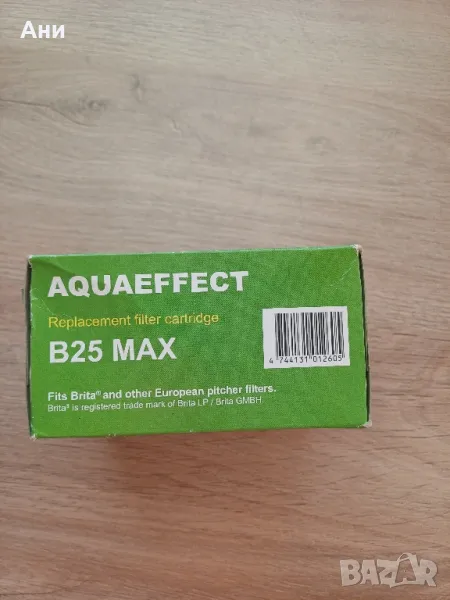 Ани
AQUAEFFECT
Replacement filter cartridge
B25 MAX
4 744131 012605
Fits Brita® and other European pitcher filters.
Brita® is registered trade mark of Brita LP / Brita GMBH
BAZAR